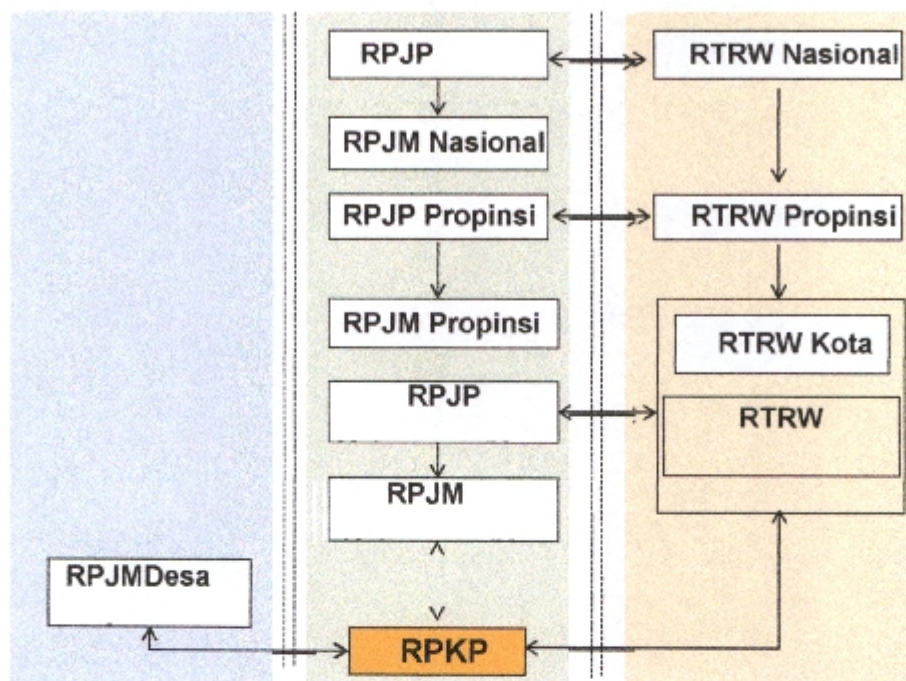 RPJP
RTRW Nasional
RPJM Nasional
RPJP Propinsi
RTRW Propinsi
RPJM Propinsi
RTRW Kota
RPJP
RTRW
RPJM
RPJMDesa
RPKP